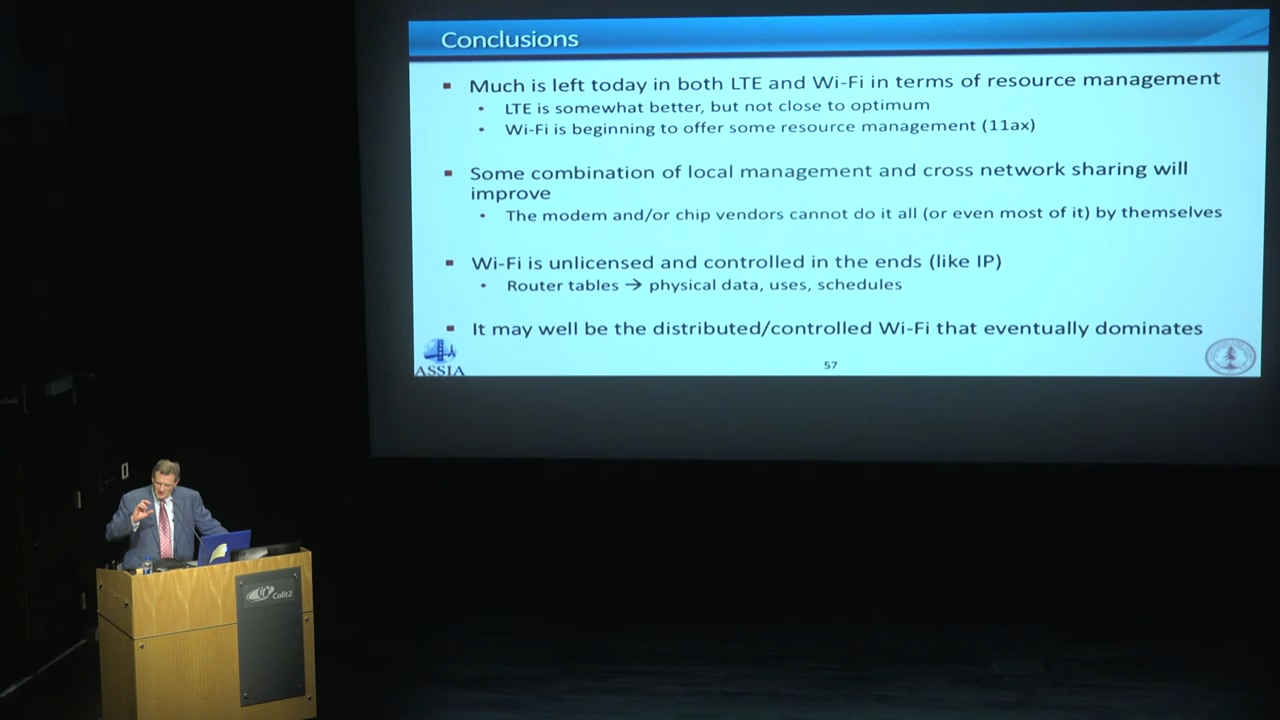 Conclusions
Much is left today in both LTE and Wi-Fi in terms of resource management
LTE is somewhat better, but not close to optimum
Wi-Fi is beginning to offer some resource management (11ax)
Some combination of local management and cross network sharing will
improve
The modem and/or chip vendors cannot do it all (or even most of it) by themselves
Wi-Fi is unlicensed and controlled in the ends (like IP)
Router tables → physical data, uses, schedules
It may well be the distributed/controlled Wi-Fi that eventually dominates
ASSIA
57
Calit2